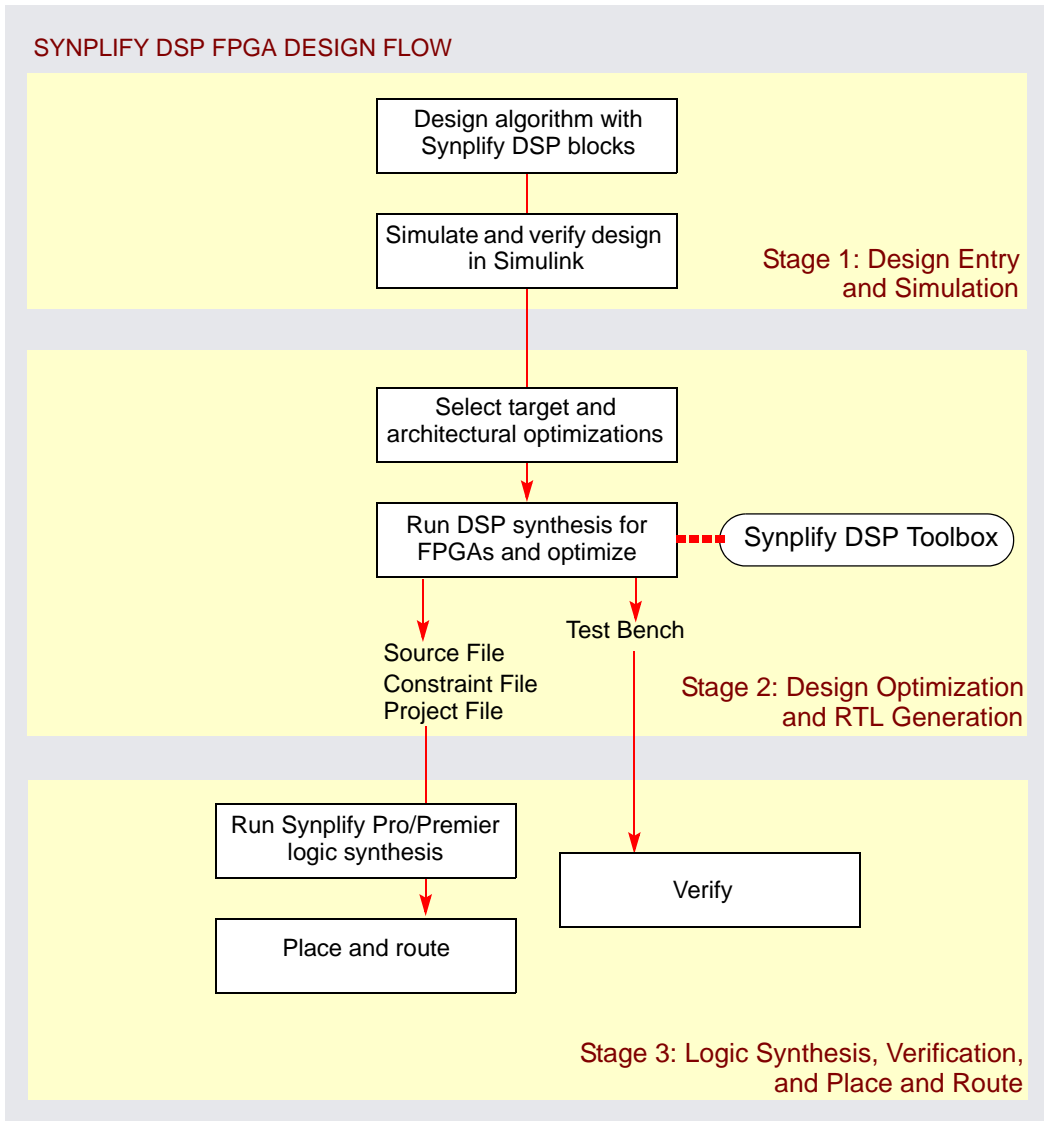 SYNPLIFY DSP FPGA DESIGN FLOW
Design algorithm with
Synplify DSP blocks
Simulate and verify design
in Simulink
Stage 1: Design Entry
and Simulation
Select target and
architectural optimizations
Run DSP synthesis for
FPGAs and optimize
Synplify DSP Toolbox
Test Bench
Source File
Constraint File
Project File
Stage 2: Design Optimization
and RTL Generation
Run Synplify Pro/Premier
logic synthesis
Verify
Place and route
Stage 3: Logic Synthesis, Verification,
and Place and Route